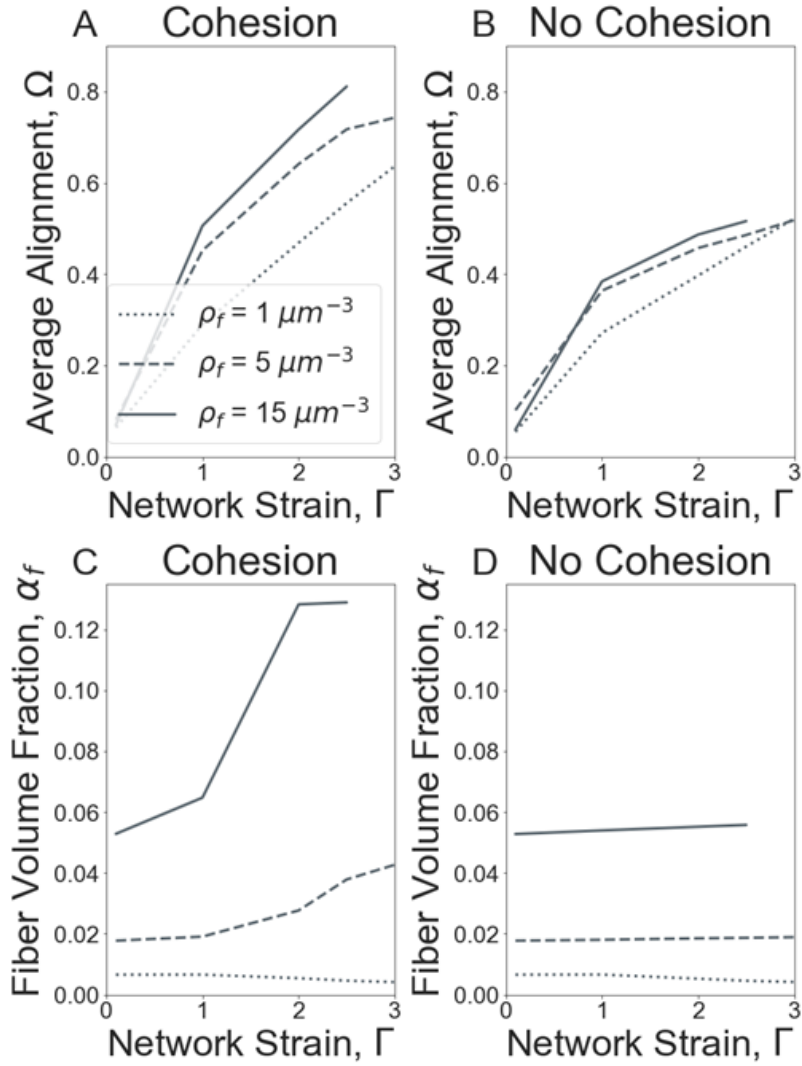 A Cohesion
Average Alignment, Ω
0.8
0.6
0.4
0.2
0.0
ρf = 1 μm⁻³
ρf = 5 μm⁻³
ρf = 15 μm⁻³
0 1 2 3
Network Strain, Γ
B No Cohesion
Average Alignment, Ω
0.8
0.6
0.4
0.2
0.0
0 1 2 3
Network Strain, Γ
C Cohesion
Fiber Volume Fraction, αf
0.12
0.10
0.08
0.06
0.04
0.02
0.00
0 1 2 3
Network Strain, Γ
D No Cohesion
Fiber Volume Fraction, αf
0.12
0.10
0.08
0.06
0.04
0.02
0.00
0 1 2 3
Network Strain, Γ